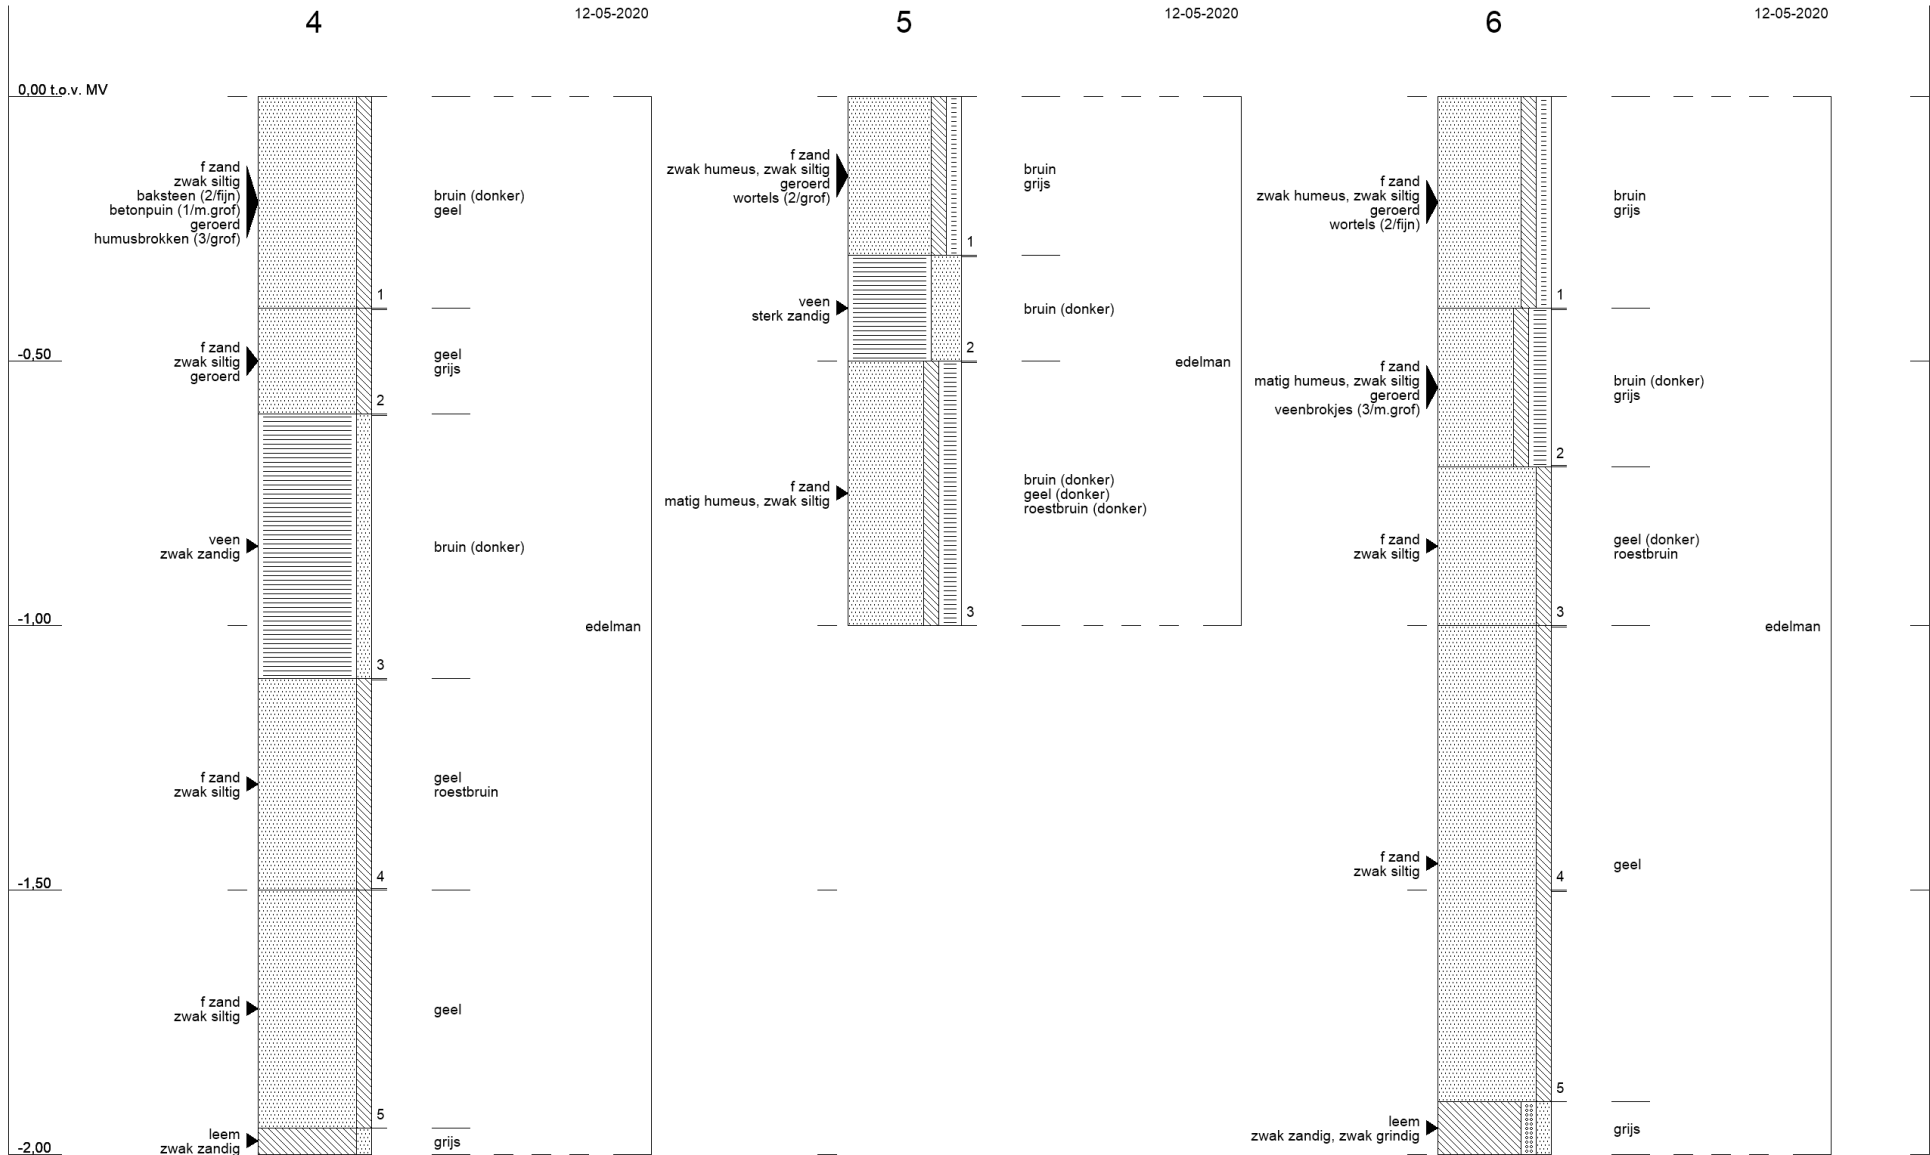 4
12-05-2020
5
12-05-2020
6
12-05-2020
0,00 t.o.v. MV
-0,50
-1,00
-1,50
-2,00
f zand
zwak siltig
baksteen (2/fijn)
betonpuin (1/m.grof)
geroerd
humusbrokken (3/grof)
bruin (donker)
geel
1
f zand
zwak siltig
geroerd
geel
grijs
2
veen
zwak zandig
bruin (donker)
3
edelman
f zand
zwak siltig
geel
roestbruin
4
f zand
zwak siltig
geel
5
leem
zwak zandig
grijs
f zand
zwak humeus, zwak siltig
geroerd
wortels (2/grof)
bruin
grijs
1
veen
sterk zandig
bruin (donker)
2
edelman
f zand
matig humeus, zwak siltig
bruin (donker)
geel (donker)
roestbruin (donker)
3
f zand
zwak humeus, zwak siltig
geroerd
wortels (2/fijn)
bruin
grijs
1
f zand
matig humeus, zwak siltig
geroerd
veenbrokjes (3/m.grof)
bruin (donker)
grijs
2
f zand
zwak siltig
geel (donker)
roestbruin
3
edelman
f zand
zwak siltig
geel
4
5
leem
zwak zandig, zwak grindig
grijs